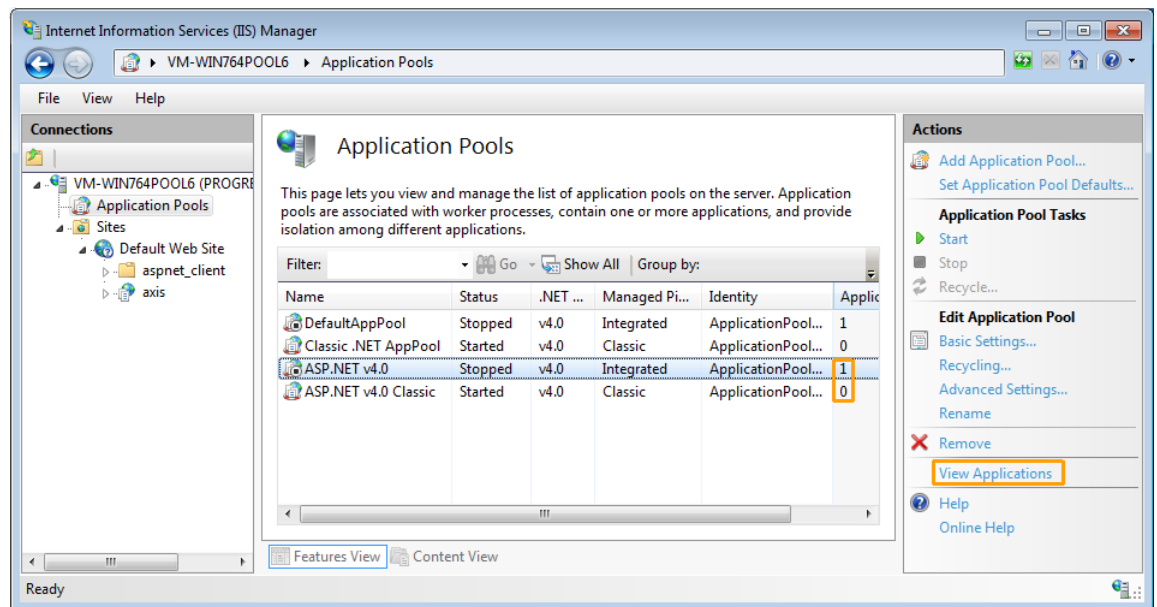 Internet Information Services (IIS) Manager
VM-WIN764POOL6 Application Pools
File View Help
Connections
VM-WIN764POOL6 (PROGRE
Application Pools
Sites
Default Web Site
aspnet_client
axis
Application Pools
This page lets you view and manage the list of application pools on the server. Application
pools are associated with worker processes, contain one or more applications, and provide
isolation among different applications.
Filter: Go Show All Group by:
Name Status .NET ... Managed Pi... Identity Applic
DefaultAppPool Stopped v4.0 Integrated ApplicationPool... 1
Classic .NET AppPool Started v4.0 Classic ApplicationPool... 0
ASP.NET v4.0 Stopped v4.0 Integrated ApplicationPool... 1
ASP.NET v4.0 Classic Started v4.0 Classic ApplicationPool... 0
Features View Content View
Actions
Add Application Pool...
Set Application Pool Defaults...
Application Pool Tasks
Start
Stop
Recycle...
Edit Application Pool
Basic Settings...
Recycling...
Advanced Settings...
Rename
Remove
View Applications
Help
Online Help
Ready